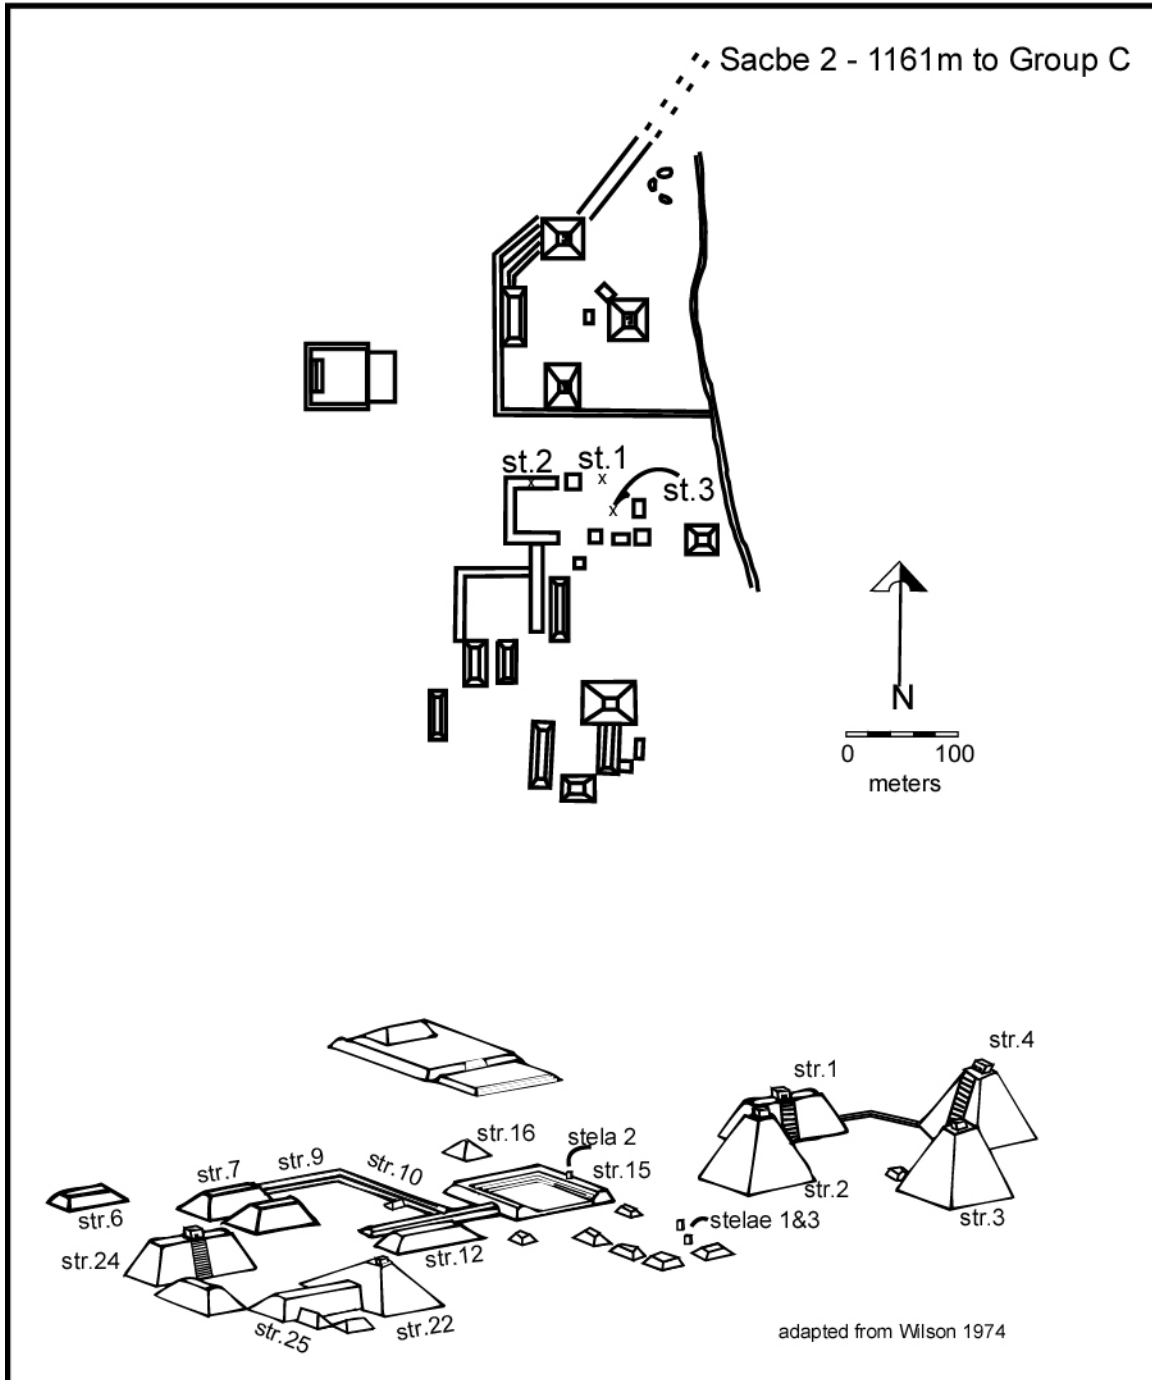 Sacbe 2 - 1161m to Group C
st.2
st.1
x
x
st.3
x
N
0
100
meters
str.4
str.1
str.16
stela 2
str.9
str.10
str.7
str.15
str.6
str.2
stelae 1&3
str.3
str.24
str.12
str.25
str.22
adapted from Wilson 1974